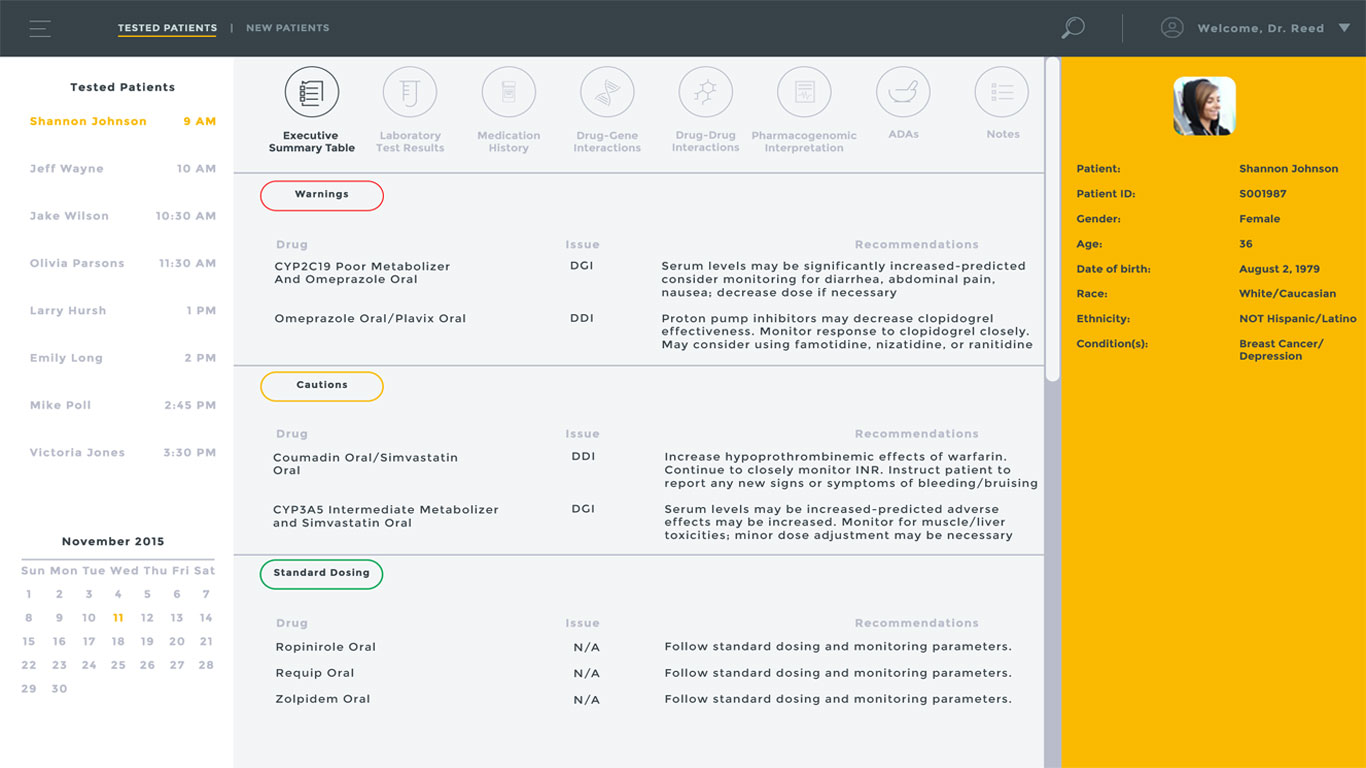 TESTED PATIENTS | NEW PATIENTS
Welcome, Dr. Reed
Tested Patients
Shannon Johnson 9 AM
Jeff Wayne 10 AM
Jake Wilson 10:30 AM
Olivia Parsons 11:30 AM
Larry Hursh 1 PM
Emily Long 2 PM
Mike Poll 2:45 PM
Victoria Jones 3:30 PM
November 2015
Sun Mon Tue Wed Thu Fri Sat
1 2 3 4 5 6 7
8 9 10 11 12 13 14
15 16 17 18 19 20 21
22 23 24 25 26 27 28
29 30
Executive
Summary Table
Laboratory
Test Results
Medication
History
Drug-Gene
Interactions
Drug-Drug
Interactions
Pharmacogenomic
Interpretation
ADAs
Notes
Warnings
Drug Issue Recommendations
CYP2C19 Poor Metabolizer
And Omeprazole Oral
DGI
Serum levels may be significantly increased-predicted
consider monitoring for diarrhea, abdominal pain,
nausea; decrease dose if necessary
Omeprazole Oral/Plavix Oral
DDI
Proton pump inhibitors may decrease clopidogrel
effectiveness. Monitor response to clopidogrel closely.
May consider using famotidine, nizatidine, or ranitidine
Cautions
Drug Issue Recommendations
Coumadin Oral/Simvastatin
Oral
DDI
Increase hypoprothrombinemic effects of warfarin.
Continue to closely monitor INR. Instruct patient to
report any new signs or symptoms of bleeding/bruising
CYP3A5 Intermediate Metabolizer
and Simvastatin Oral
DGI
Serum levels may be increased-predicted adverse
effects may be increased. Monitor for muscle/liver
toxicities; minor dose adjustment may be necessary
Standard Dosing
Drug Issue Recommendations
Ropinirole Oral N/A Follow standard dosing and monitoring parameters.
Requip Oral N/A Follow standard dosing and monitoring parameters.
Zolpidem Oral N/A Follow standard dosing and monitoring parameters.
Patient: Shannon Johnson
Patient ID: S001987
Gender: Female
Age: 36
Date of birth: August 2, 1979
Race: White/Caucasian
Ethnicity: NOT Hispanic/Latino
Condition(s): Breast Cancer/
Depression